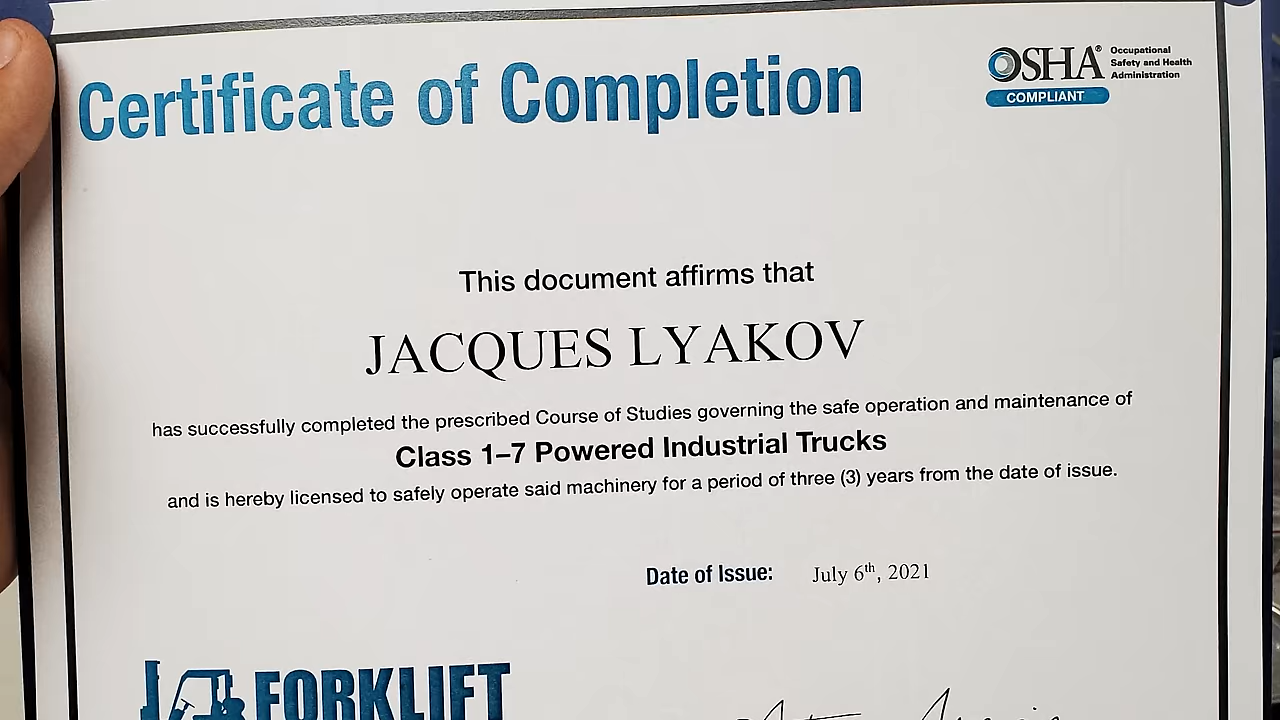 Certificate of Completion
OSHA® Occupational
Safety and Health
Administration
COMPLIANT
This document affirms that
JACQUES LYAKOV
has successfully completed the prescribed Course of Studies governing the safe operation and maintenance of
Class 1–7 Powered Industrial Trucks
and is hereby licensed to safely operate said machinery for a period of three (3) years from the date of issue.
Date of Issue: July 6th, 2021
FORKLIFT